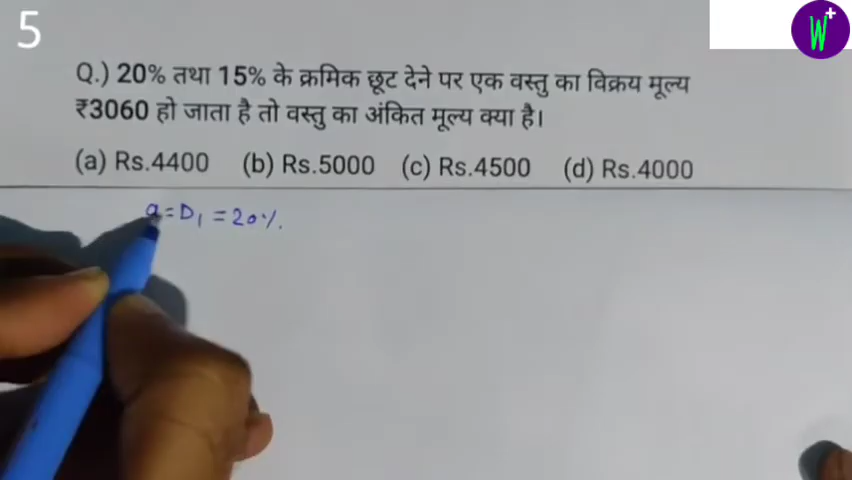 5
W+
Q.) 20% तथा 15% के क्रमिक छूट देने पर एक वस्तु का विक्रय मूल्य
₹3060 हो जाता है तो वस्तु का अंकित मूल्य क्या है।
(a) Rs.4400 (b) Rs.5000 (c) Rs.4500 (d) Rs.4000
a = D₁ = 20%.